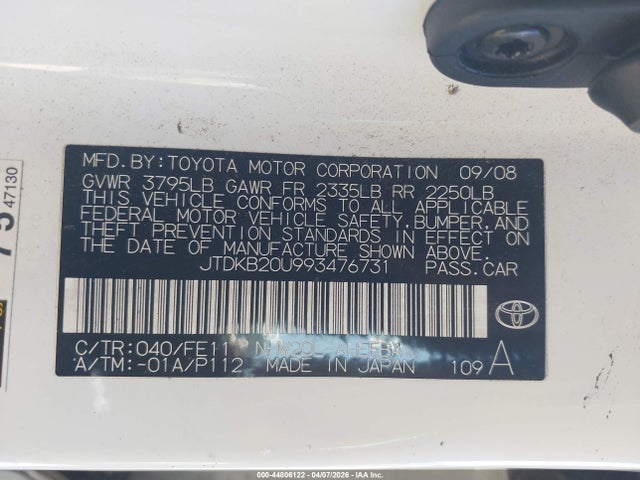 MFD.BY:TOYOTA MOTOR CORPORATION 09/08
GVWR 3795LB GAWR FR 2335LB RR 2250LB
THIS VEHICLE CONFORMS TO ALL APPLICABLE
FEDERAL MOTOR VEHICLE SAFETY,BUMPER,AND
THEFT PREVENTION STANDARDS IN EFFECT ON
THE DATE OF MANUFACTURE SHOWN ABOVE.
JTDKB20U993476731 PASS.CAR
C/TR:040/FE11
A/TM:-01A/P112 MADE IN JAPAN 109 A
47130
000-44806122 - 04/07/2026 - IAA Inc.